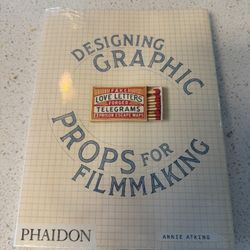 DESIGNING
GRAPHIC
FAKE
LOVE LETTERS
FORGED
TELEGRAMS
& PRISON ESCAPE MAPS
PROPS FOR
FILMMAKING
PHAIDON
ANNIE ATKINS